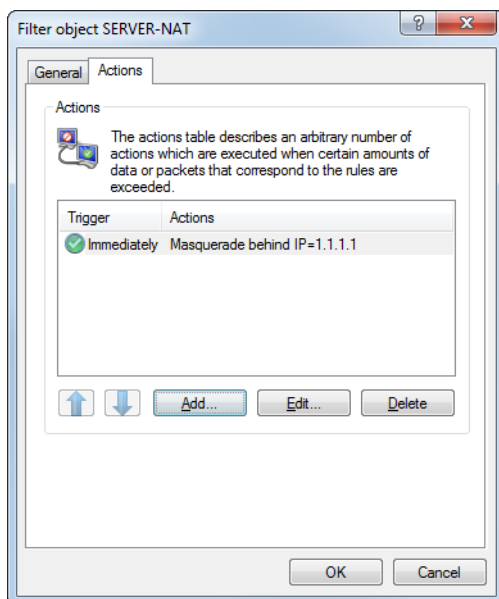 Filter object SERVER-NAT
General
Actions
Actions
The actions table describes an arbitrary number of
actions which are executed when certain amounts of
data or packets that correspond to the rules are
exceeded.
Trigger Actions
Immediately Masquerade behind IP=1.1.1.1
Add... Edit... Delete
OK Cancel